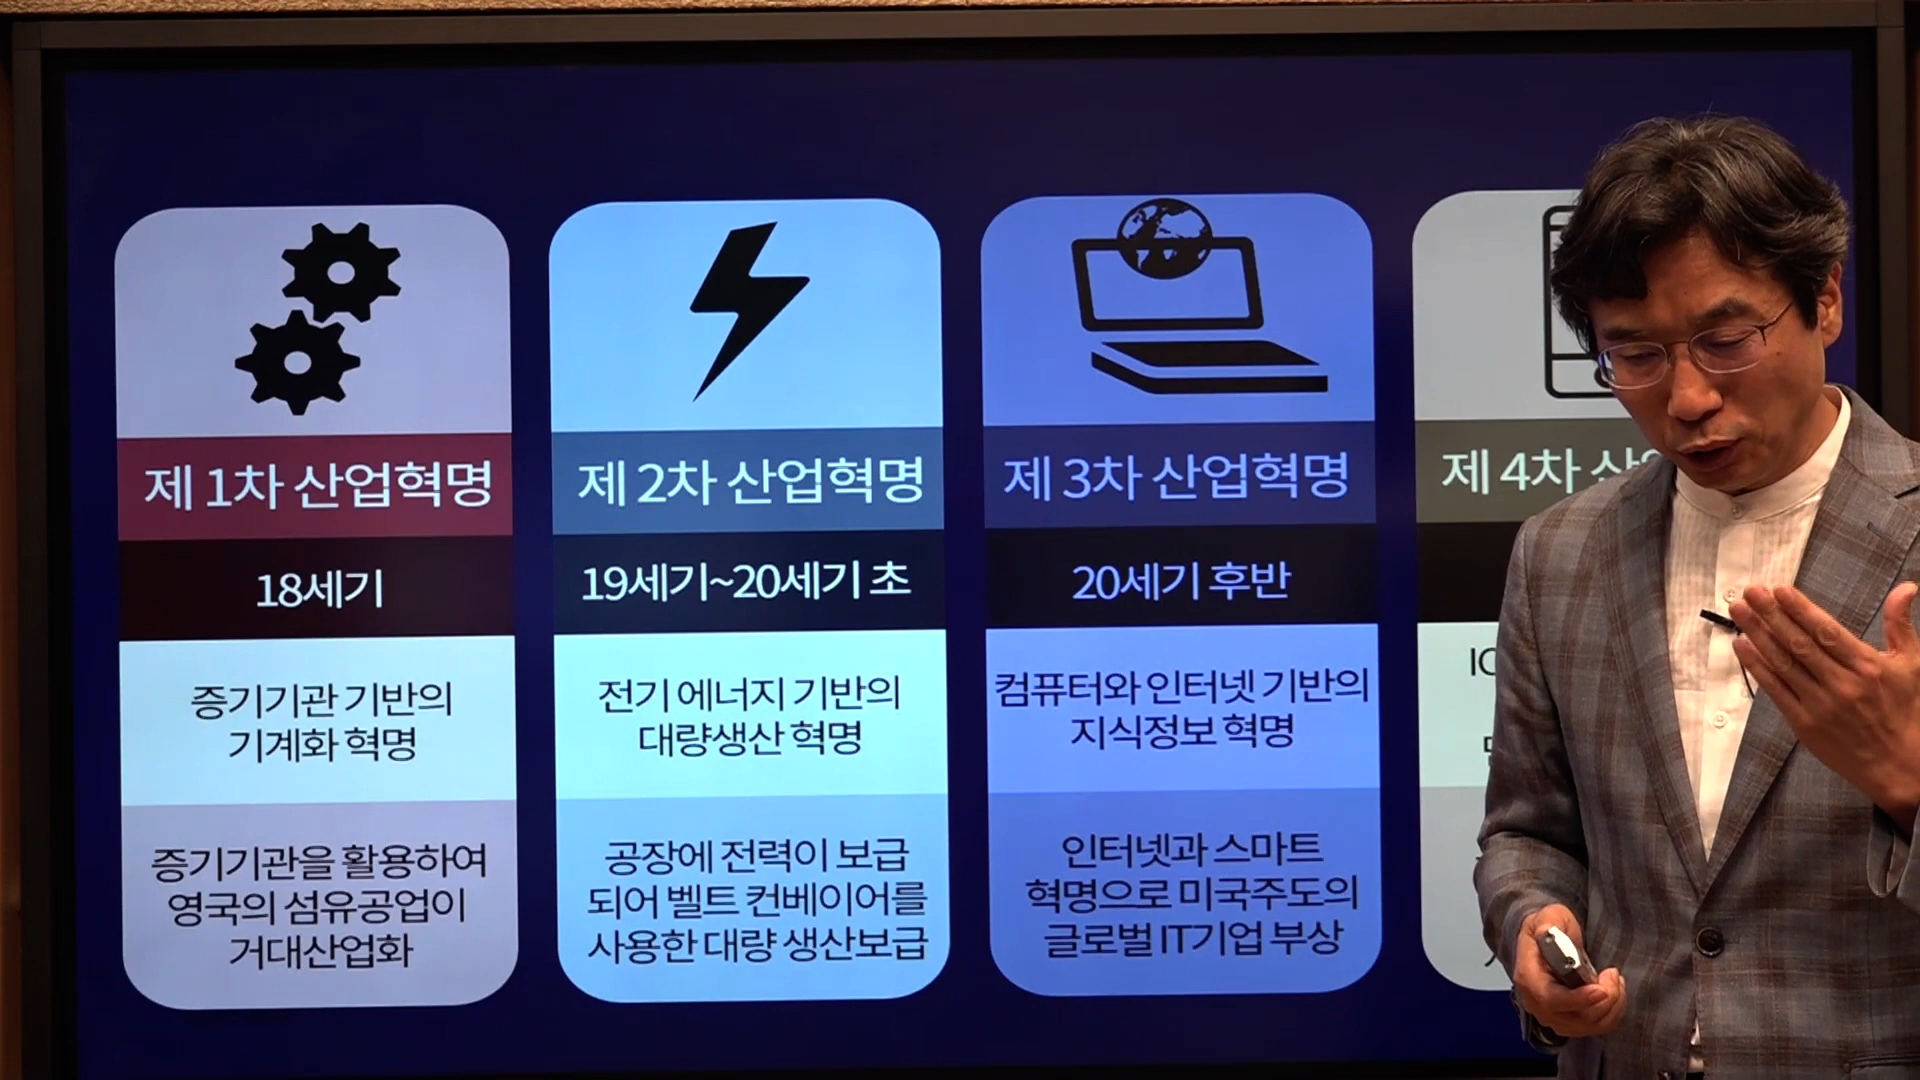 제 1차 산업혁명
18세기
증기기관 기반의
기계화 혁명
증기기관을 활용하여
영국의 섬유공업이
거대산업화
제 2차 산업혁명
19세기~20세기 초
전기 에너지 기반의
대량생산 혁명
공장에 전력이 보급
되어 벨트 컨베이어를
사용한 대량 생산보급
제 3차 산업혁명
20세기 후반
컴퓨터와 인터넷 기반의
지식정보 혁명
인터넷과 스마트
혁명으로 미국주도의
글로벌 IT기업 부상
제 4차